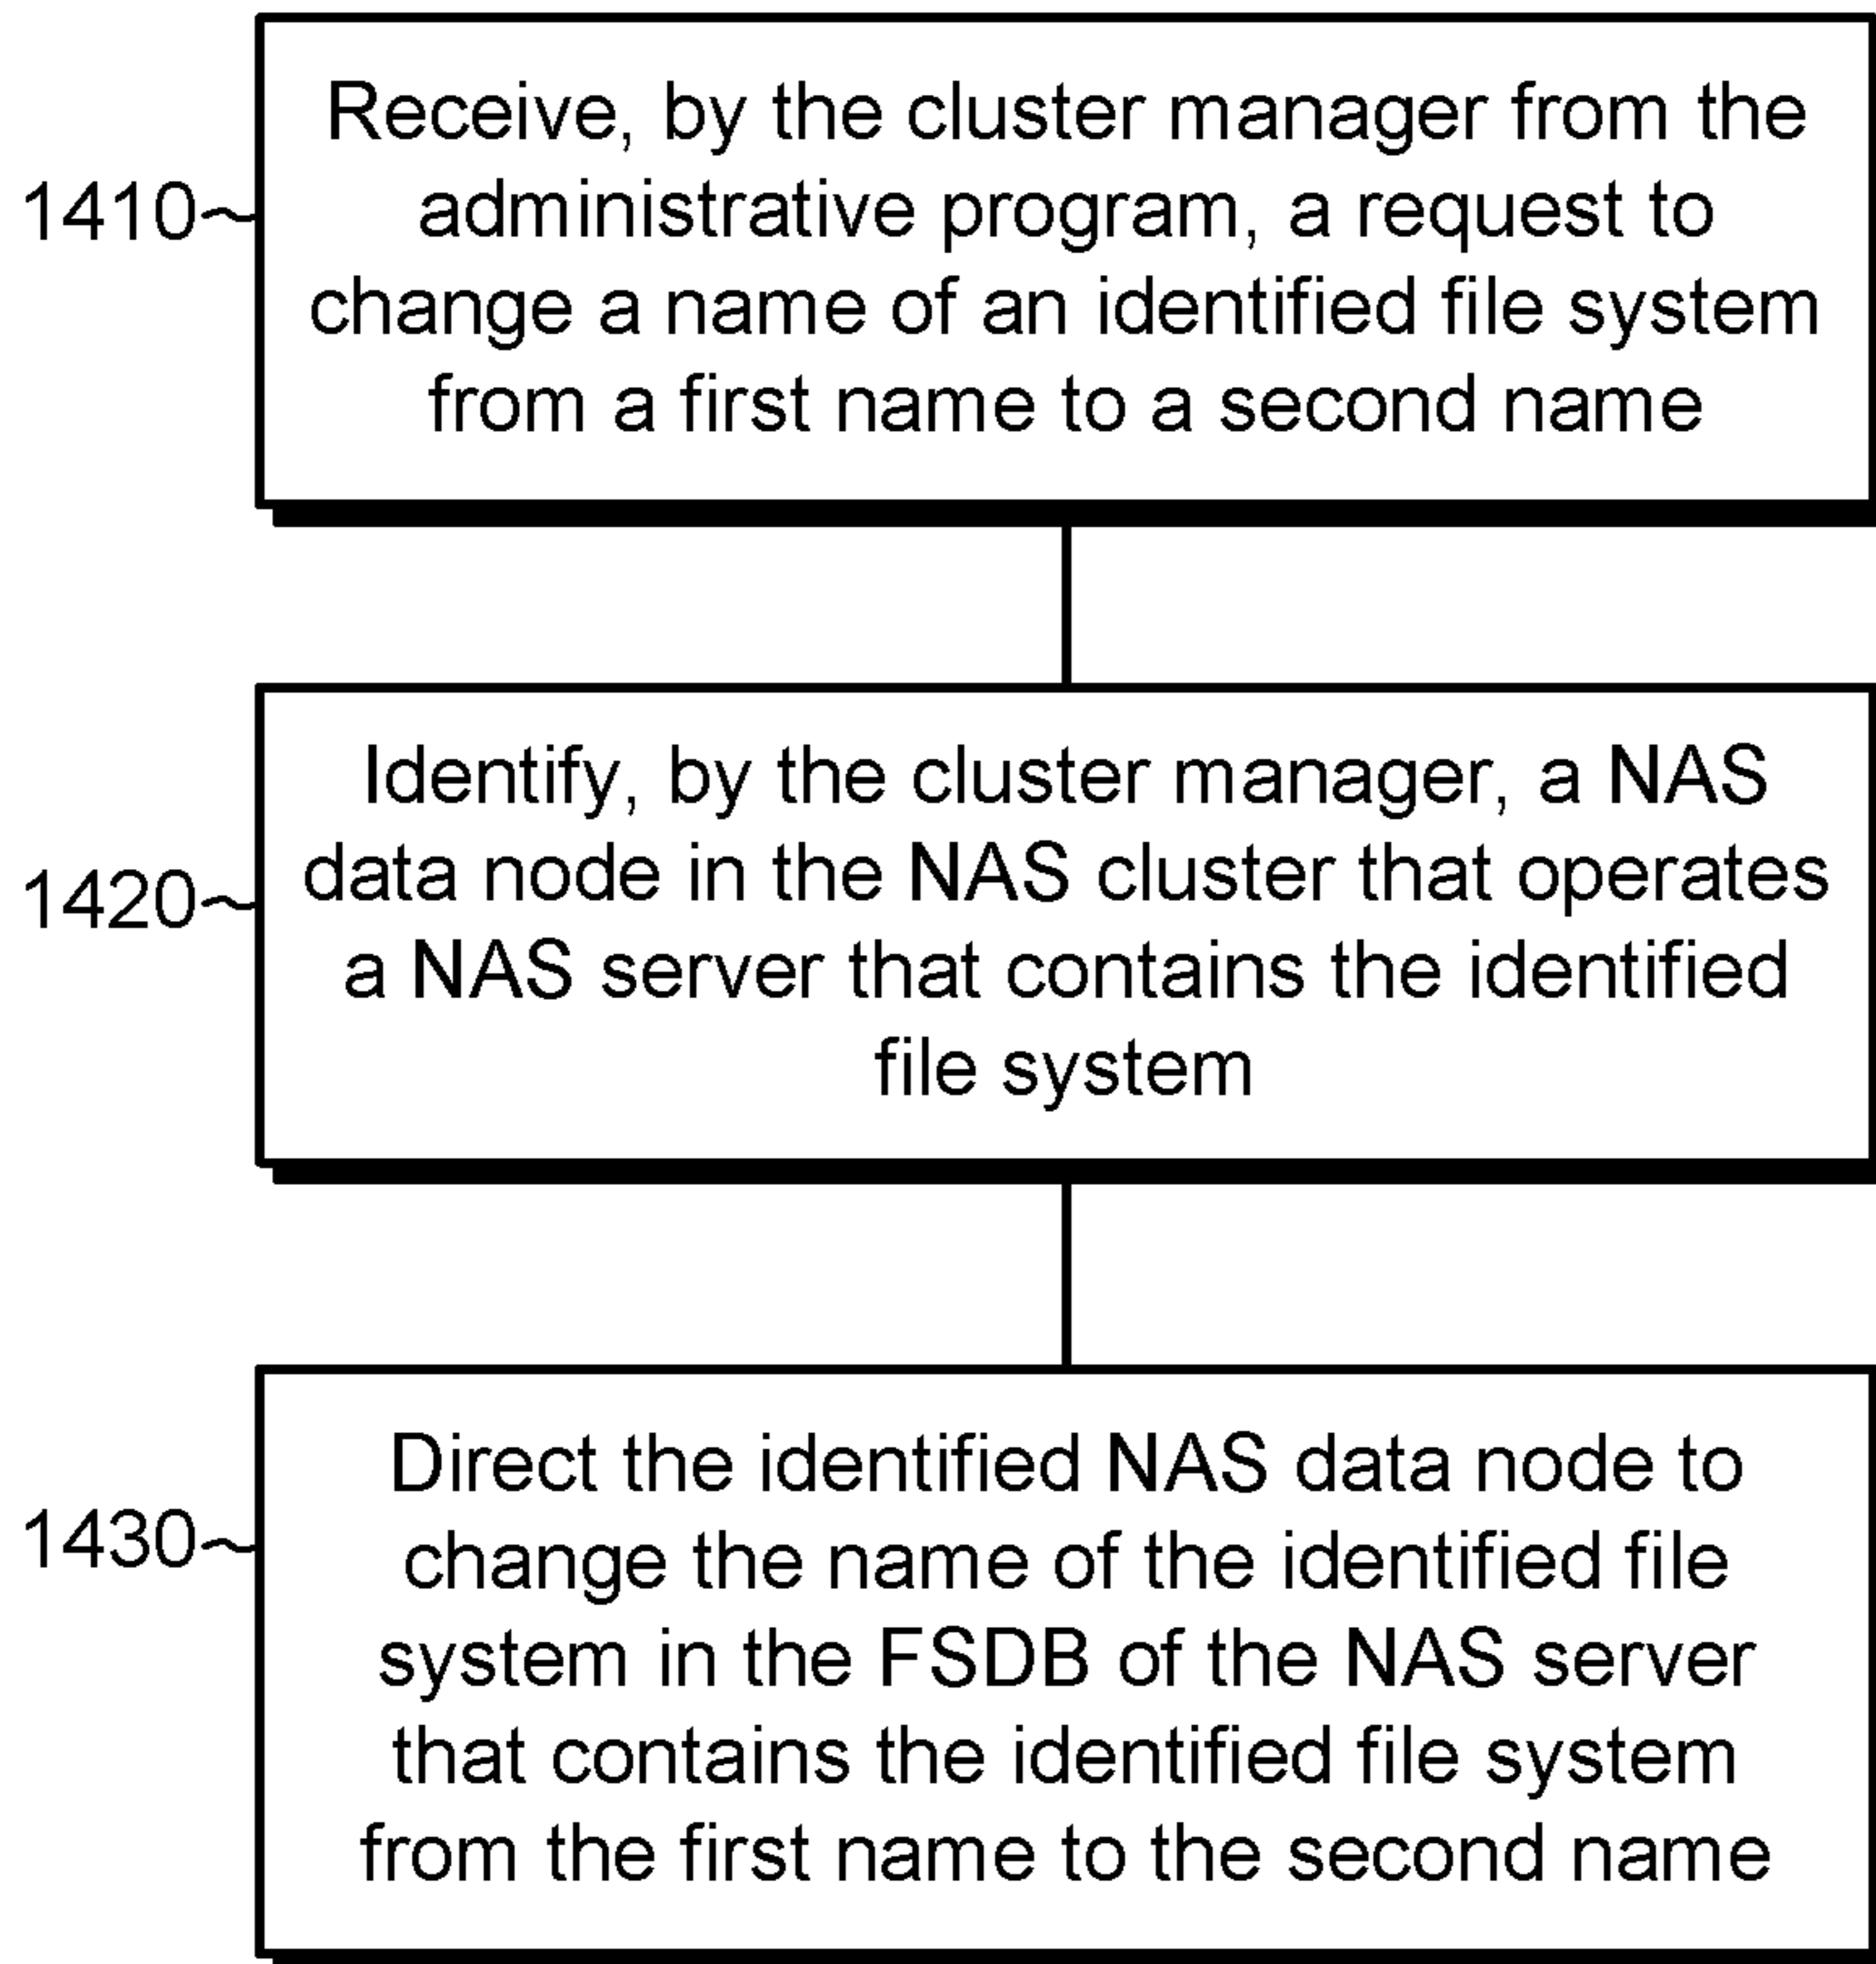 Receive, by the cluster manager from the
administrative program, a request to
change a name of an identified file system
from a first name to a second name
1410
Identify, by the cluster manager, a NAS
data node in the NAS cluster that operates
a NAS server that contains the identified
file system
1420
Direct the identified NAS data node to
change the name of the identified file
system in the FSDB of the NAS server
that contains the identified file system
from the first name to the second name
1430